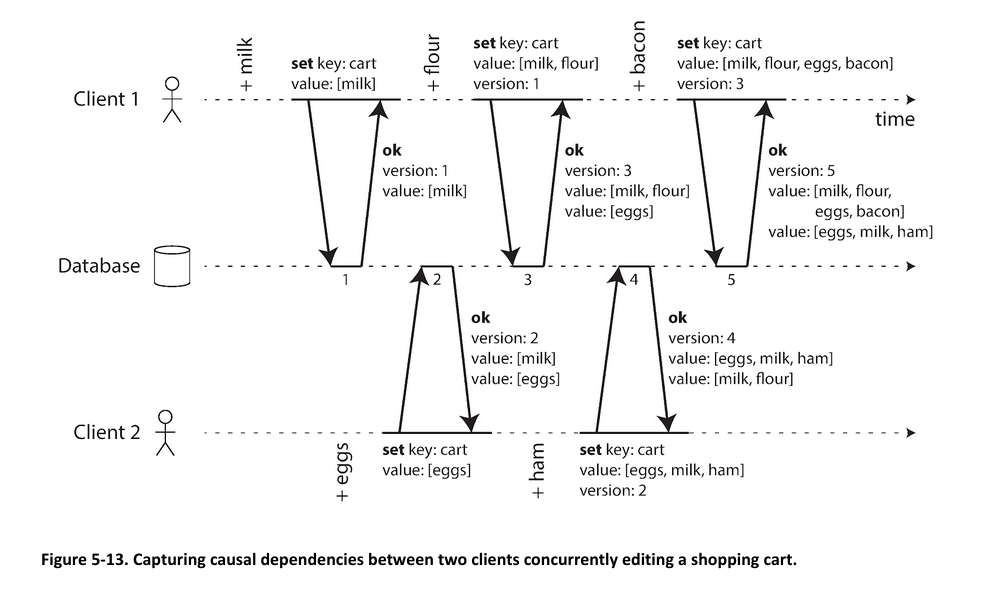 + milk
set key: cart
value: [milk]
+ flour
set key: cart
value: [milk, flour]
version: 1
+ bacon
set key: cart
value: [milk, flour, eggs, bacon]
version: 3
Client 1
time
ok
version: 1
value: [milk]
ok
version: 3
value: [milk, flour]
value: [eggs]
ok
version: 5
value: [milk, flour,
eggs, bacon]
value: [eggs, milk, ham]
Database
1
2
3
4
5
ok
version: 2
value: [milk]
value: [eggs]
ok
version: 4
value: [eggs, milk, ham]
value: [milk, flour]
Client 2
+ eggs
set key: cart
value: [eggs]
+ ham
set key: cart
value: [eggs, milk, ham]
version: 2
Figure 5-13. Capturing causal dependencies between two clients concurrently editing a shopping cart.